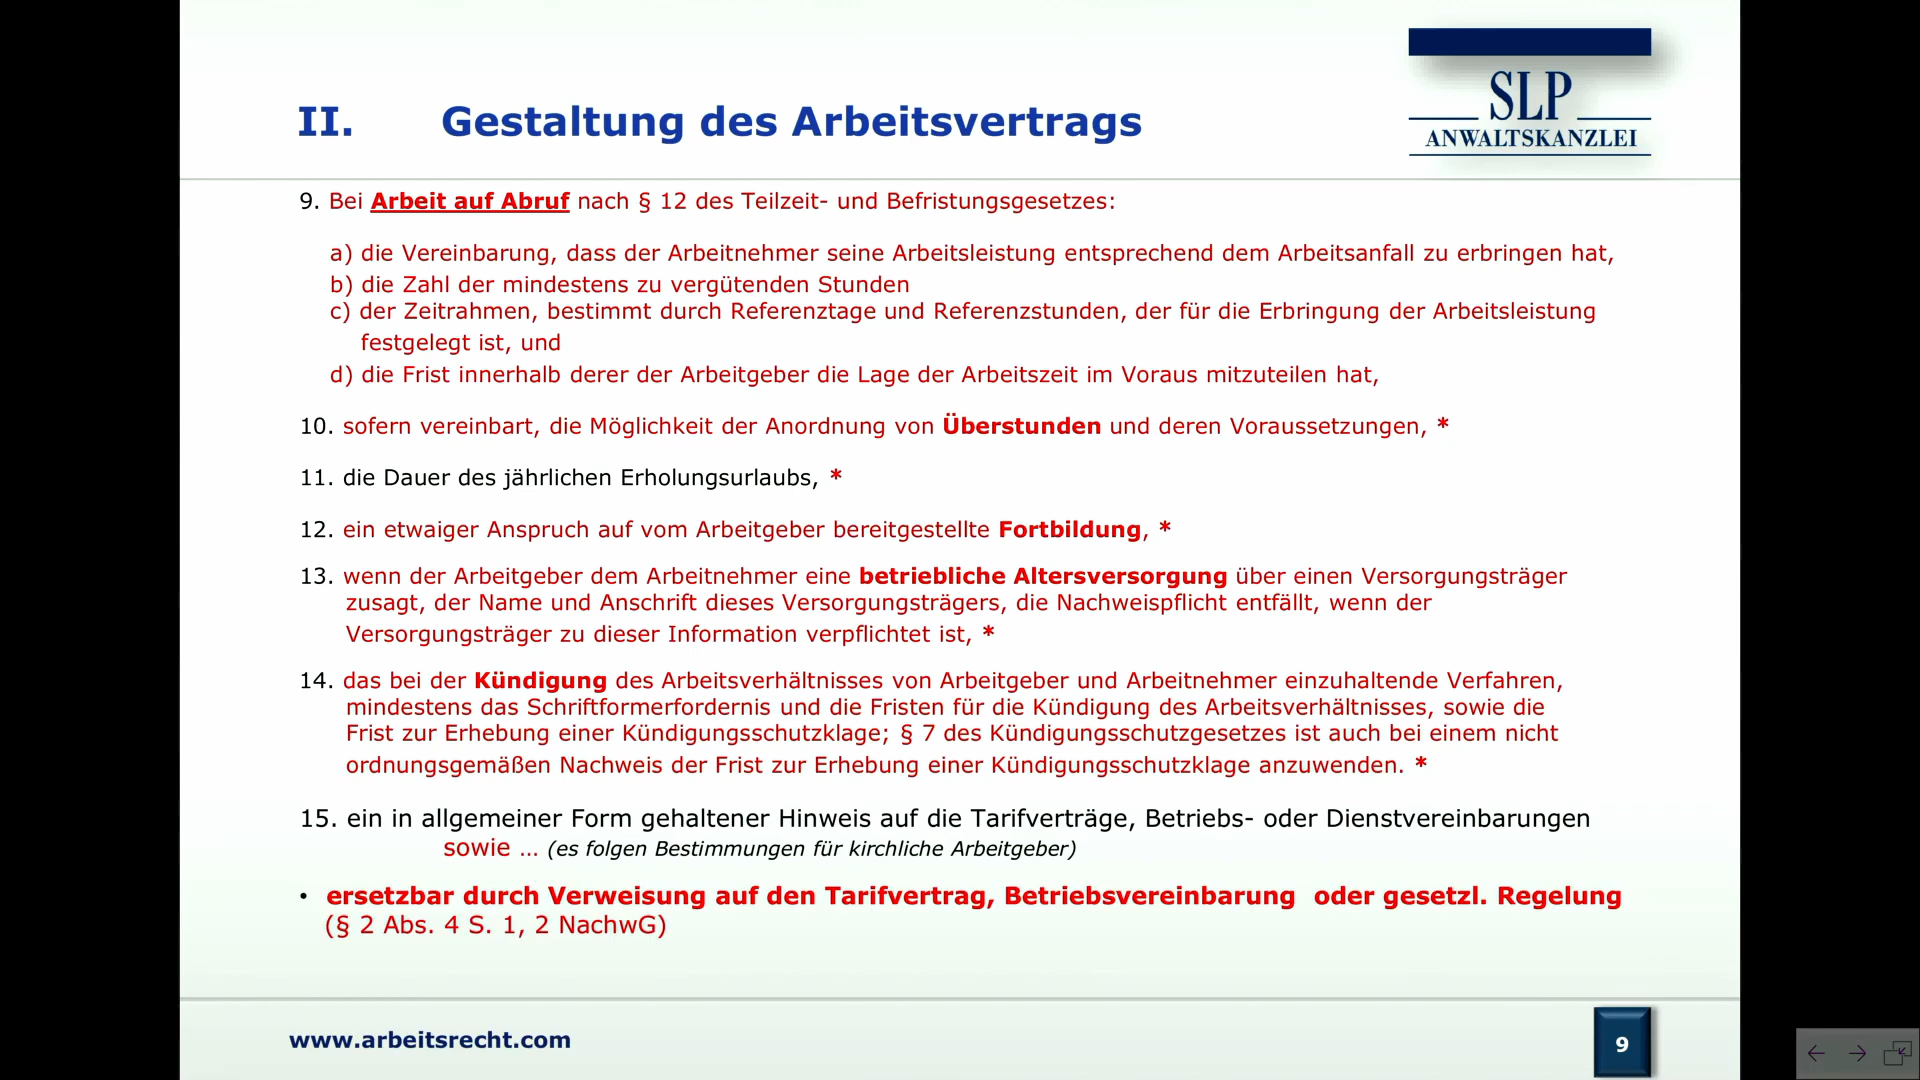 SLP
ANWALTSKANZLEI
II. Gestaltung des Arbeitsvertrags
9. Bei Arbeit auf Abruf nach § 12 des Teilzeit- und Befristungsgesetzes:
a) die Vereinbarung, dass der Arbeitnehmer seine Arbeitsleistung entsprechend dem Arbeitsanfall zu erbringen hat,
b) die Zahl der mindestens zu vergütenden Stunden
c) der Zeitrahmen, bestimmt durch Referenztage und Referenzstunden, der für die Erbringung der Arbeitsleistung
festgelegt ist, und
d) die Frist innerhalb derer der Arbeitgeber die Lage der Arbeitszeit im Voraus mitzuteilen hat,
10. sofern vereinbart, die Möglichkeit der Anordnung von Überstunden und deren Voraussetzungen, *
11. die Dauer des jährlichen Erholungsurlaubs, *
12. ein etwaiger Anspruch auf vom Arbeitgeber bereitgestellte Fortbildung, *
13. wenn der Arbeitgeber dem Arbeitnehmer eine betriebliche Altersversorgung über einen Versorgungsträger
zusagt, der Name und Anschrift dieses Versorgungsträgers, die Nachweispflicht entfällt, wenn der
Versorgungsträger zu dieser Information verpflichtet ist, *
14. das bei der Kündigung des Arbeitsverhältnisses von Arbeitgeber und Arbeitnehmer einzuhaltende Verfahren,
mindestens das Schriftformerfordernis und die Fristen für die Kündigung des Arbeitsverhältnisses, sowie die
Frist zur Erhebung einer Kündigungsschutzklage; § 7 des Kündigungsschutzgesetzes ist auch bei einem nicht
ordnungsgemäßen Nachweis der Frist zur Erhebung einer Kündigungsschutzklage anzuwenden. *
15. ein in allgemeiner Form gehaltener Hinweis auf die Tarifverträge, Betriebs- oder Dienstvereinbarungen
sowie … (es folgen Bestimmungen für kirchliche Arbeitgeber)
• ersetzbar durch Verweisung auf den Tarifvertrag, Betriebsvereinbarung oder gesetzl. Regelung
(§ 2 Abs. 4 S. 1, 2 NachwG)
www.arbeitsrecht.com
9